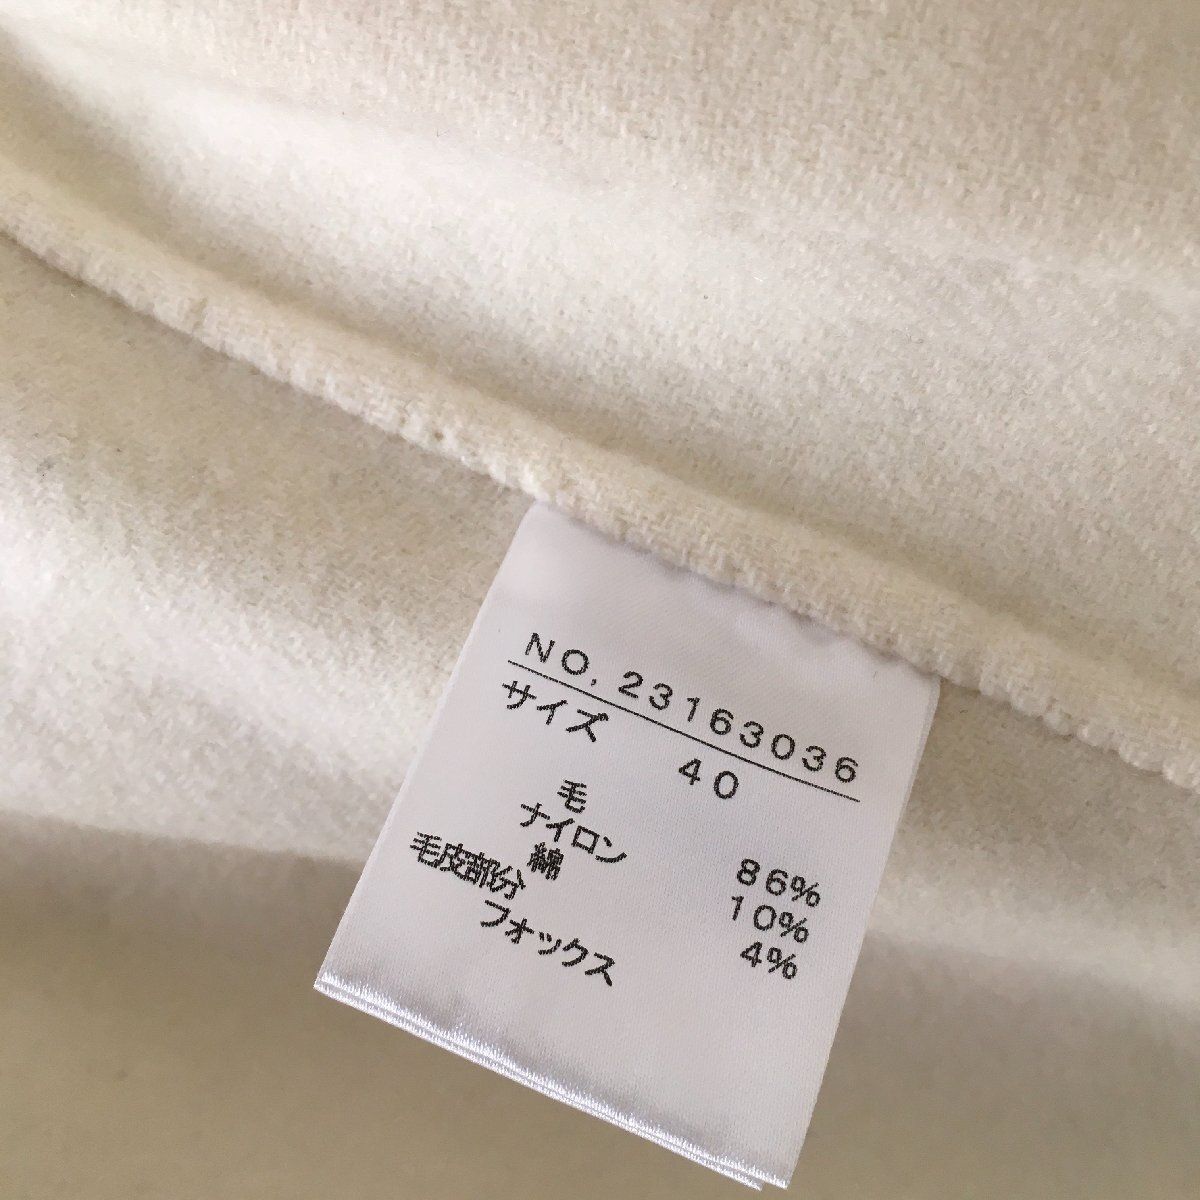 NO. 23163036
サイズ 40
毛 86%
ナイロン 10%
綿 4%
毛皮部分
フォックス